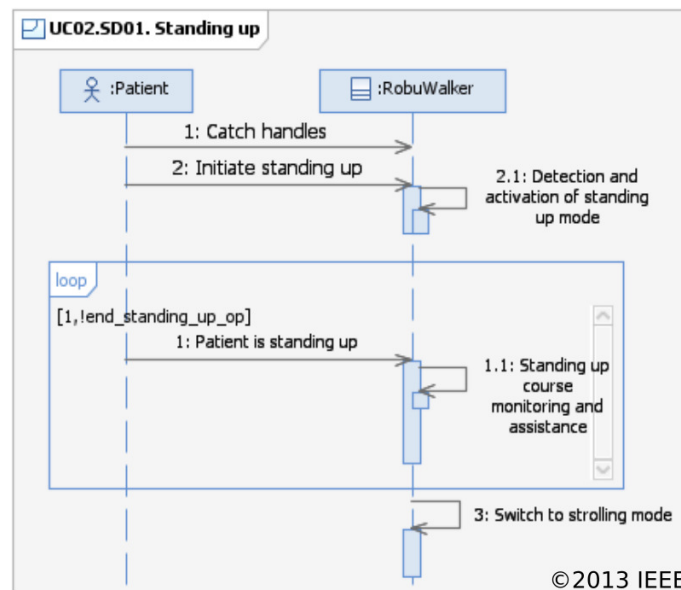 UC02.SD01. Standing up
:Patient
:RobuWalker
1: Catch handles
2: Initiate standing up
2.1: Detection and
activation of standing
up mode
loop
[1,!end_standing_up_op]
1: Patient is standing up
1.1: Standing up
course
monitoring and
assistance
3: Switch to strolling mode
©2013 IEEE